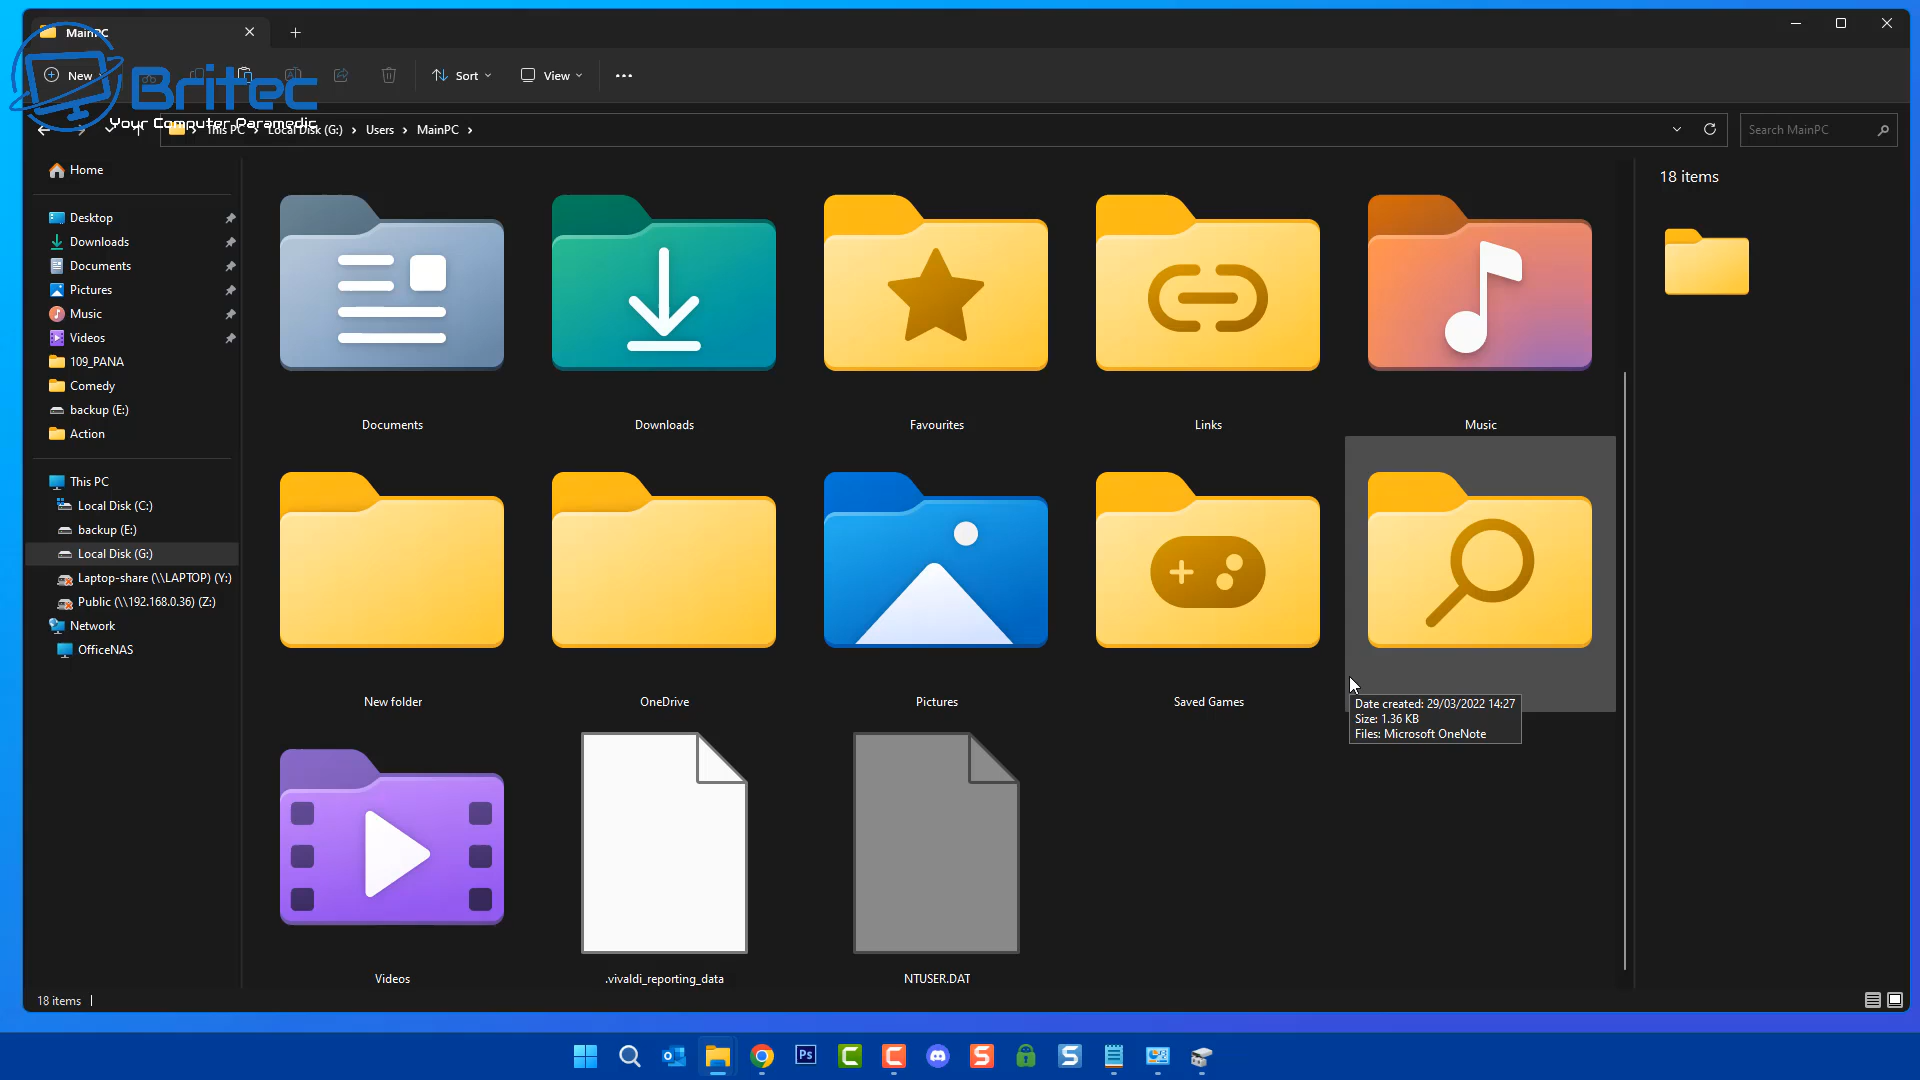 MainPC
New
Sort
View
Britec
Your Computer Paramedic
This PC
Local Disk (G:)
Users
MainPC
Search MainPC
Home
Desktop
Downloads
Documents
Pictures
Music
Videos
109_PANA
Comedy
backup (E:)
Action
This PC
Local Disk (C:)
backup (E:)
Local Disk (G:)
Laptop-share (\\LAPTOP) (Y:)
Public (\\192.168.0.36) (Z:)
Network
OfficeNAS
Documents
Downloads
Favourites
Links
Music
New folder
OneDrive
Pictures
Saved Games
Date created: 29/03/2022 14:27
Size: 1.36 KB
Files: Microsoft OneNote
Videos
.vivaldi_reporting_data
NTUSER.DAT
18 items
18 items
Ps
C
C
S
S